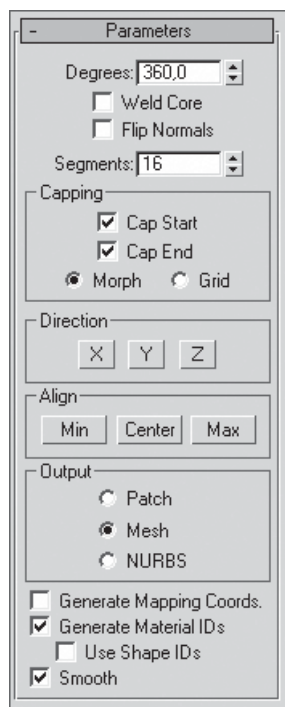 - Parameters
Degrees: 360,0
Weld Core
Flip Normals
Segments: 16
Capping
Cap Start
Cap End
Morph Grid
Direction
X Y Z
Align
Min Center Max
Output
Patch
Mesh
NURBS
Generate Mapping Coords.
Generate Material IDs
Use Shape IDs
Smooth